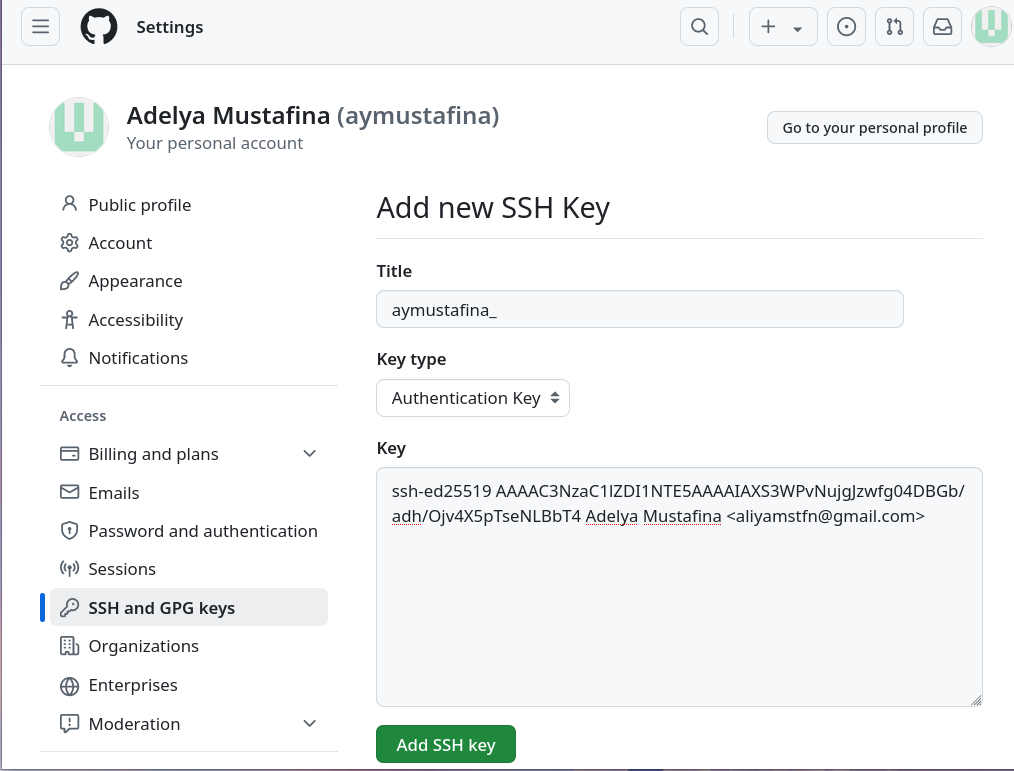 Settings
Adelya Mustafina (aymustafina)
Your personal account
Go to your personal profile
Public profile
Account
Appearance
Accessibility
Notifications
Access
Billing and plans
Emails
Password and authentication
Sessions
SSH and GPG keys
Organizations
Enterprises
Moderation
Add new SSH Key
Title
aymustafina_
Key type
Authentication Key
Key
ssh-ed25519 AAAAC3NzaC1lZDI1NTE5AAAAIAXS3WPvNujgJzwfg04DBGb/
adh/Ojv4X5pTseNLBbT4 Adelya Mustafina <aliyamstfn@gmail.com>
Add SSH key